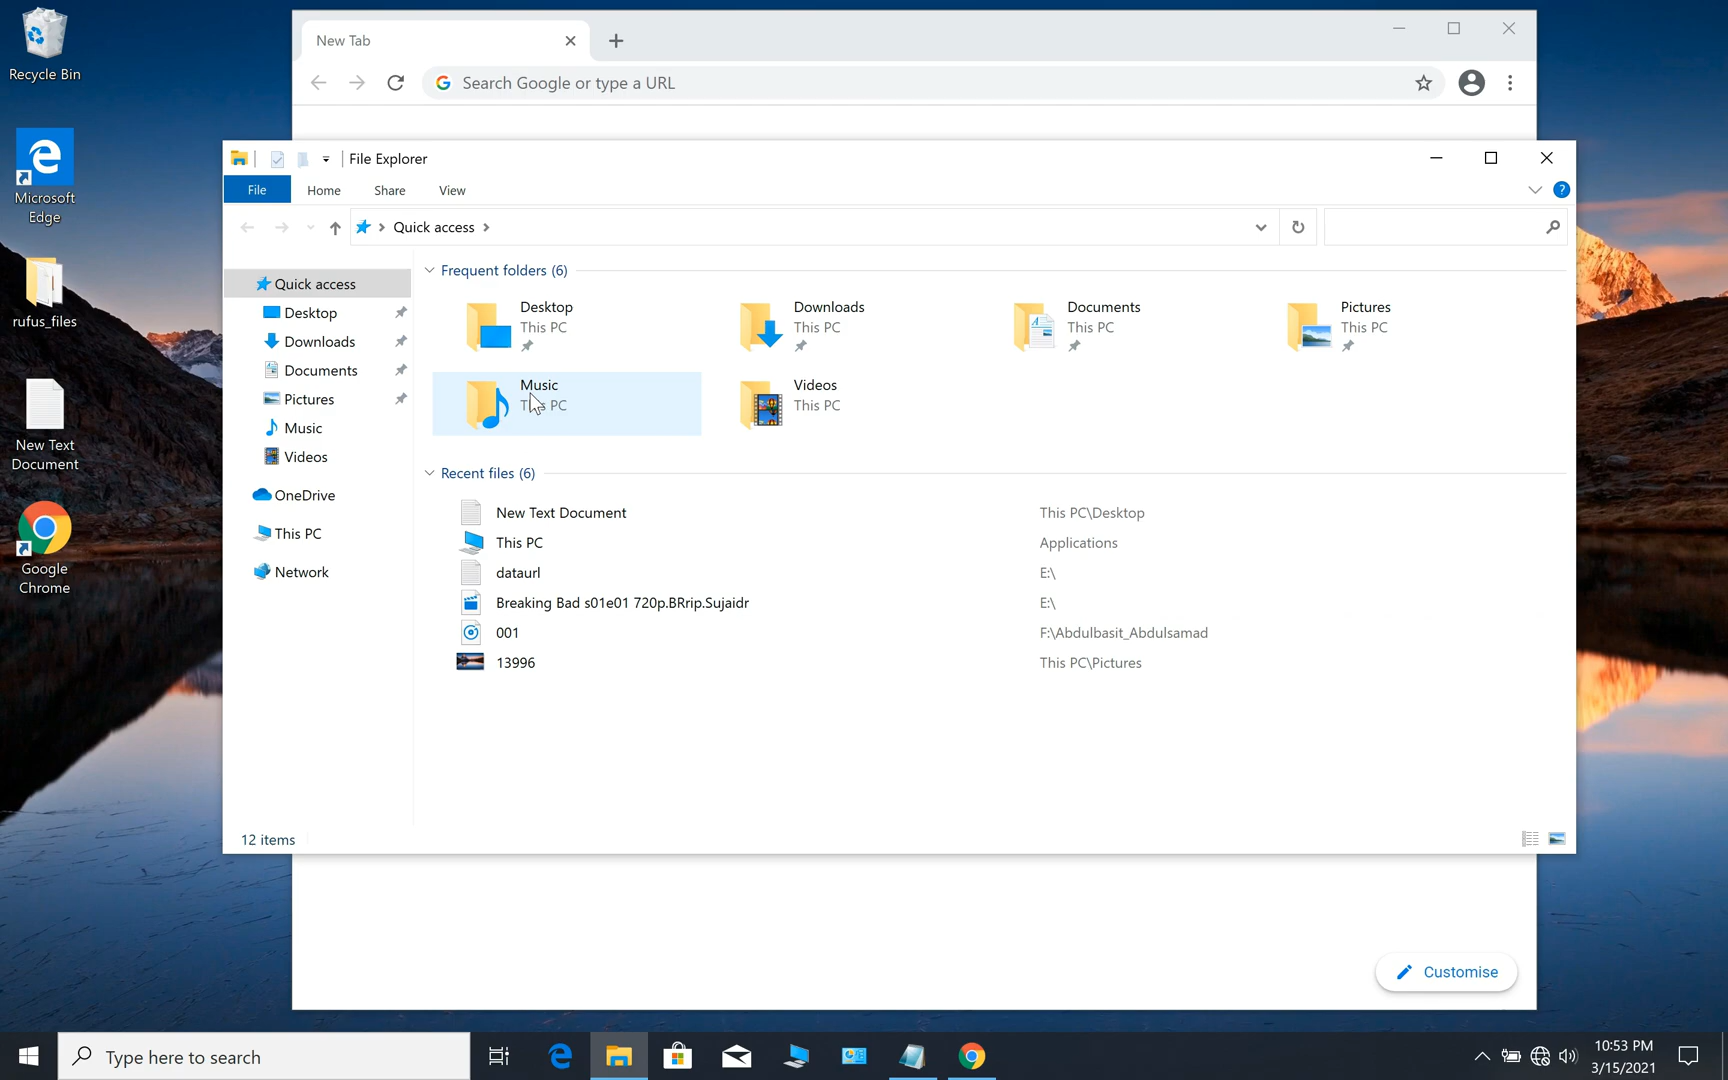 Recycle Bin
Microsoft
Edge
rufus_files
New Text
Document
Google
Chrome
New Tab
Search Google or type a URL
File Explorer
File Home Share View
Quick access
Quick access
Desktop
Downloads
Documents
Pictures
Music
Videos
OneDrive
This PC
Network
Frequent folders (6)
Desktop
This PC
Downloads
This PC
Documents
This PC
Pictures
This PC
Music
This PC
Videos
This PC
Recent files (6)
New Text Document This PC\Desktop
This PC Applications
dataurl E:\
Breaking Bad s01e01 720p.BRrip.Sujaidr E:\
001 F:\Abdulbasit_Abdulsamad
13996 This PC\Pictures
12 items
Customise
Type here to search
10:53 PM
3/15/2021